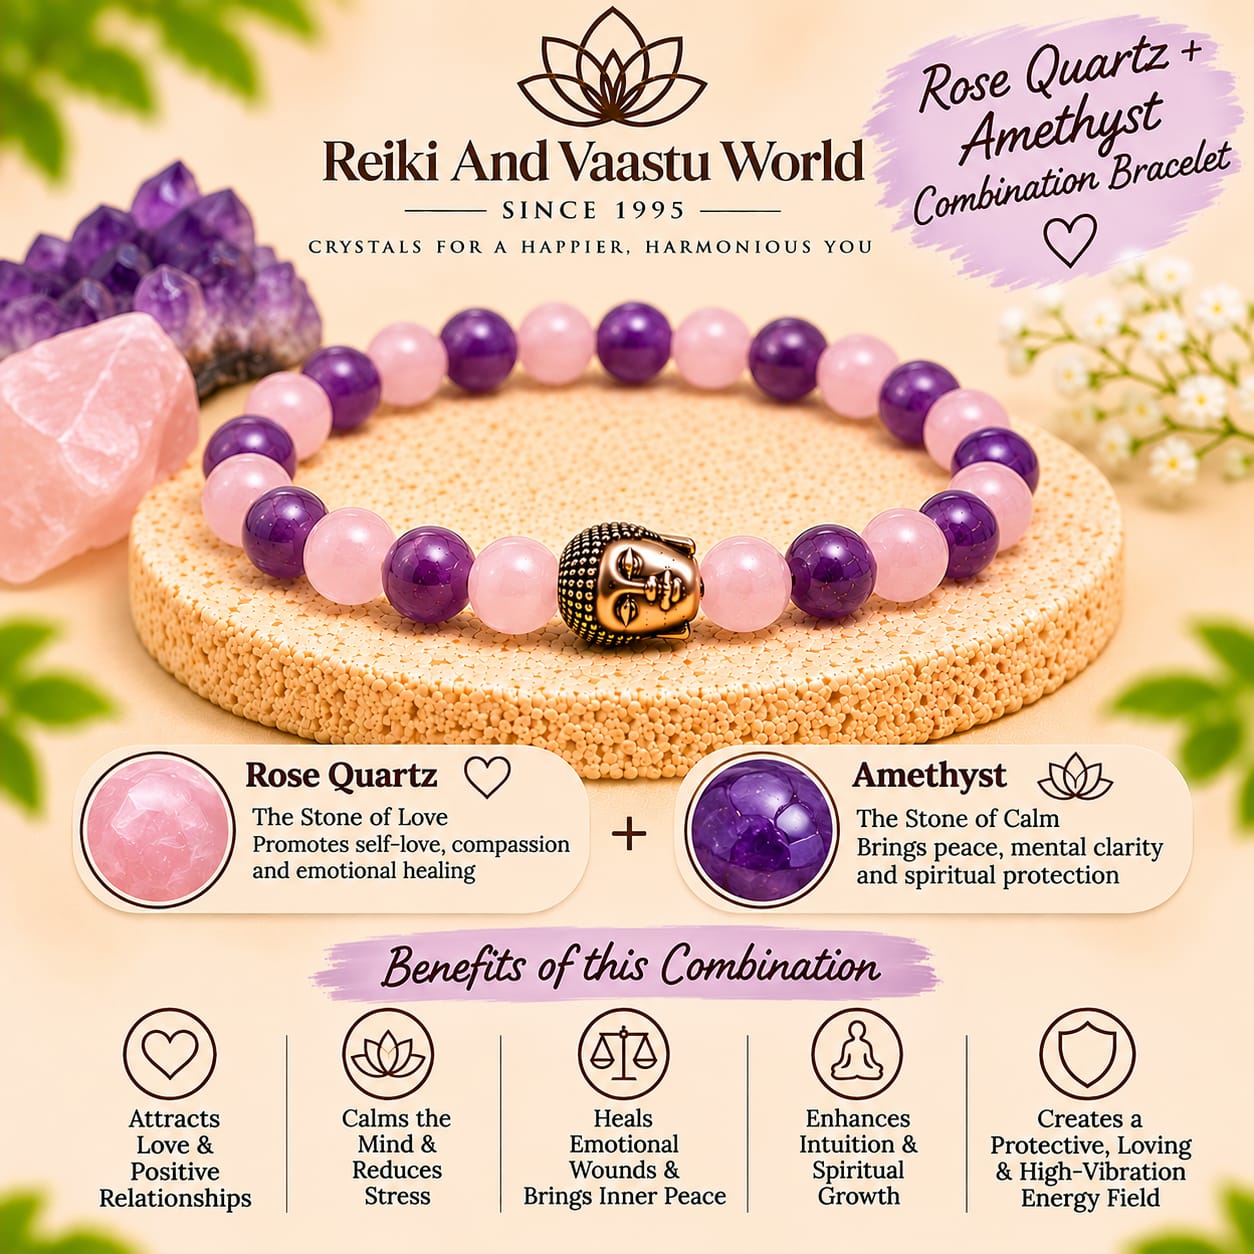 Reiki And Vaastu World
SINCE 1995
CRYSTALS FOR A HAPPIER, HARMONIOUS YOU
Rose Quartz +
Amethyst
Combination Bracelet
Rose Quartz
The Stone of Love
Promotes self-love, compassion
and emotional healing
+
Amethyst
The Stone of Calm
Brings peace, mental clarity
and spiritual protection
Benefits of this Combination
Attracts
Love &
Positive
Relationships
Calms the
Mind &
Reduces
Stress
Heals
Emotional
Wounds &
Brings Inner Peace
Enhances
Intuition &
Spiritual
Growth
Creates a
Protective, Loving
& High-Vibration
Energy Field